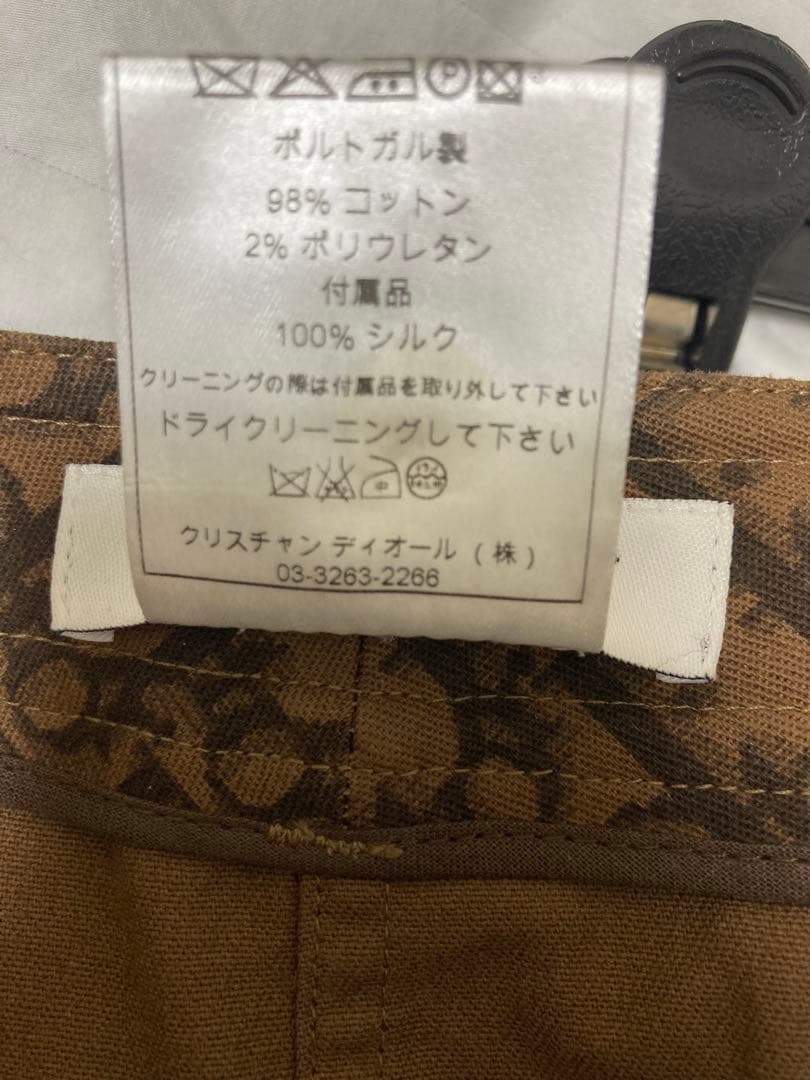 P
ポルトガル製
98% コットン
2% ポリウレタン
付属品
100% シルク
クリーニングの際は付属品を取り外して下さい
ドライクリーニングして下さい
中
クリスチャン ディオール (株)
03-3263-2266